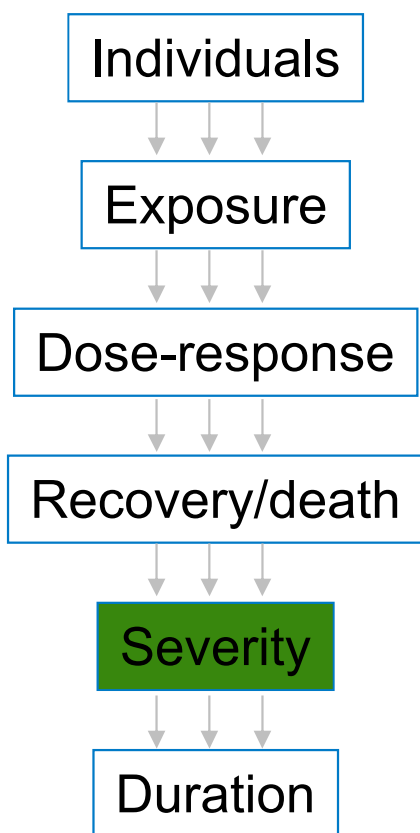 Individuals
Exposure
Dose-response
Recovery/death
Severity
Duration